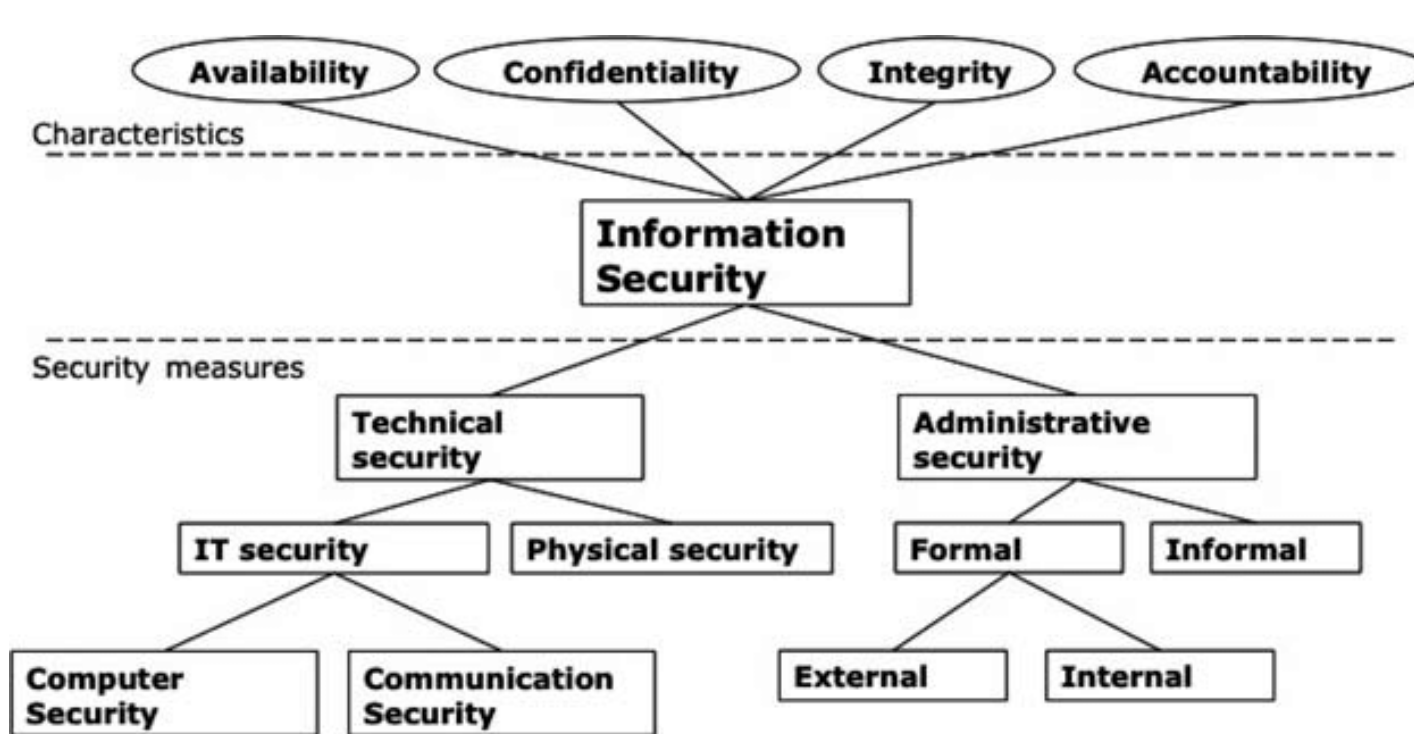 Availability
Confidentiality
Integrity
Accountability
Characteristics
Information
Security
Security measures
Technical
security
Administrative
security
IT security
Physical security
Formal
Informal
Computer
Security
Communication
Security
External
Internal